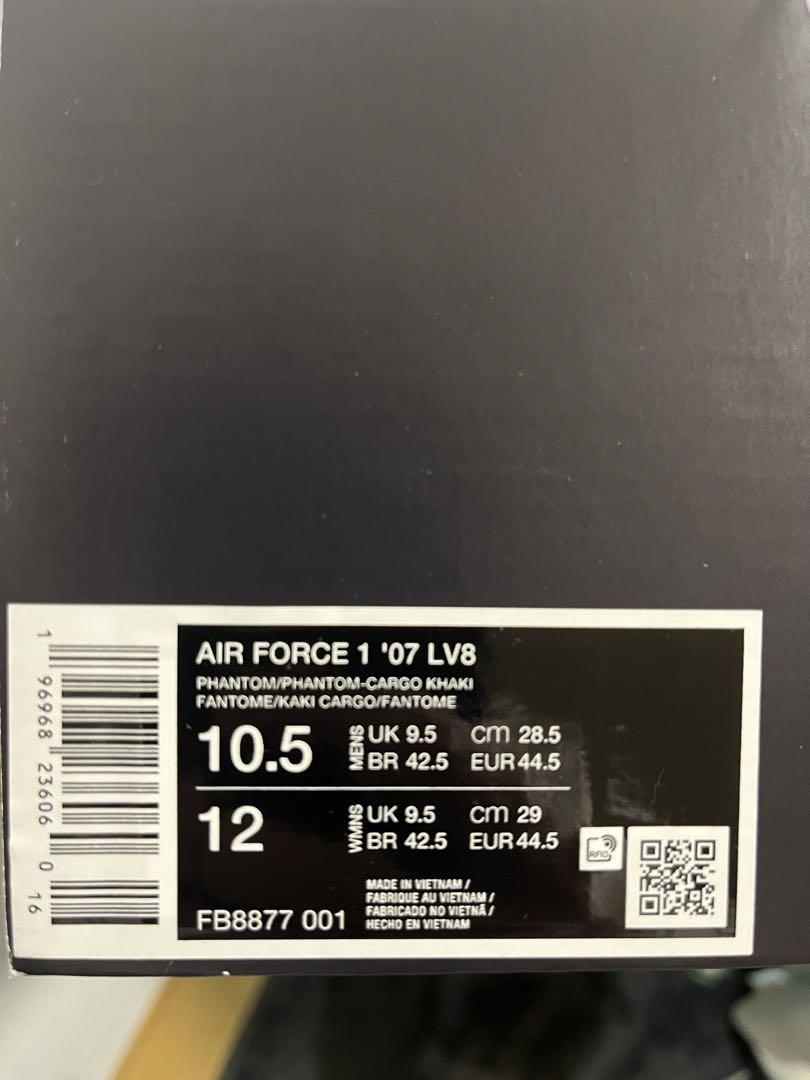 AIR FORCE 1 '07 LV8
PHANTOM/PHANTOM-CARGO KHAKI
FANTOME/KAKI CARGO/FANTOME
10.5 MENS UK 9.5 cm 28.5
BR 42.5 EUR 44.5
12 WMNS UK 9.5 cm 29
BR 42.5 EUR 44.5
RFID
FB8877 001
MADE IN VIETNAM /
FABRIQUE AU VIETNAM /
FABRICADO NO VIETNÃ /
HECHO EN VIETNAM
1 96968 23606 0 16